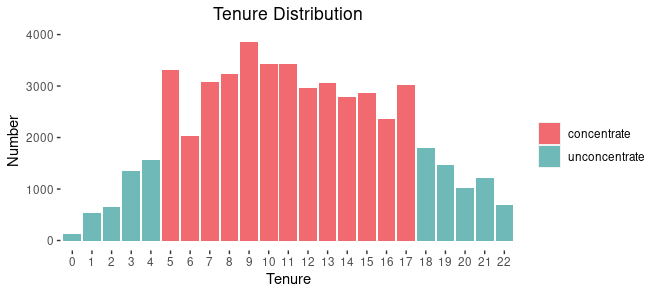 Tenure Distribution
Number
4000
3000
2000
1000
0
0 1 2 3 4 5 6 7 8 9 10 11 12 13 14 15 16 17 18 19 20 21 22
Tenure
concentrate
unconcentrate